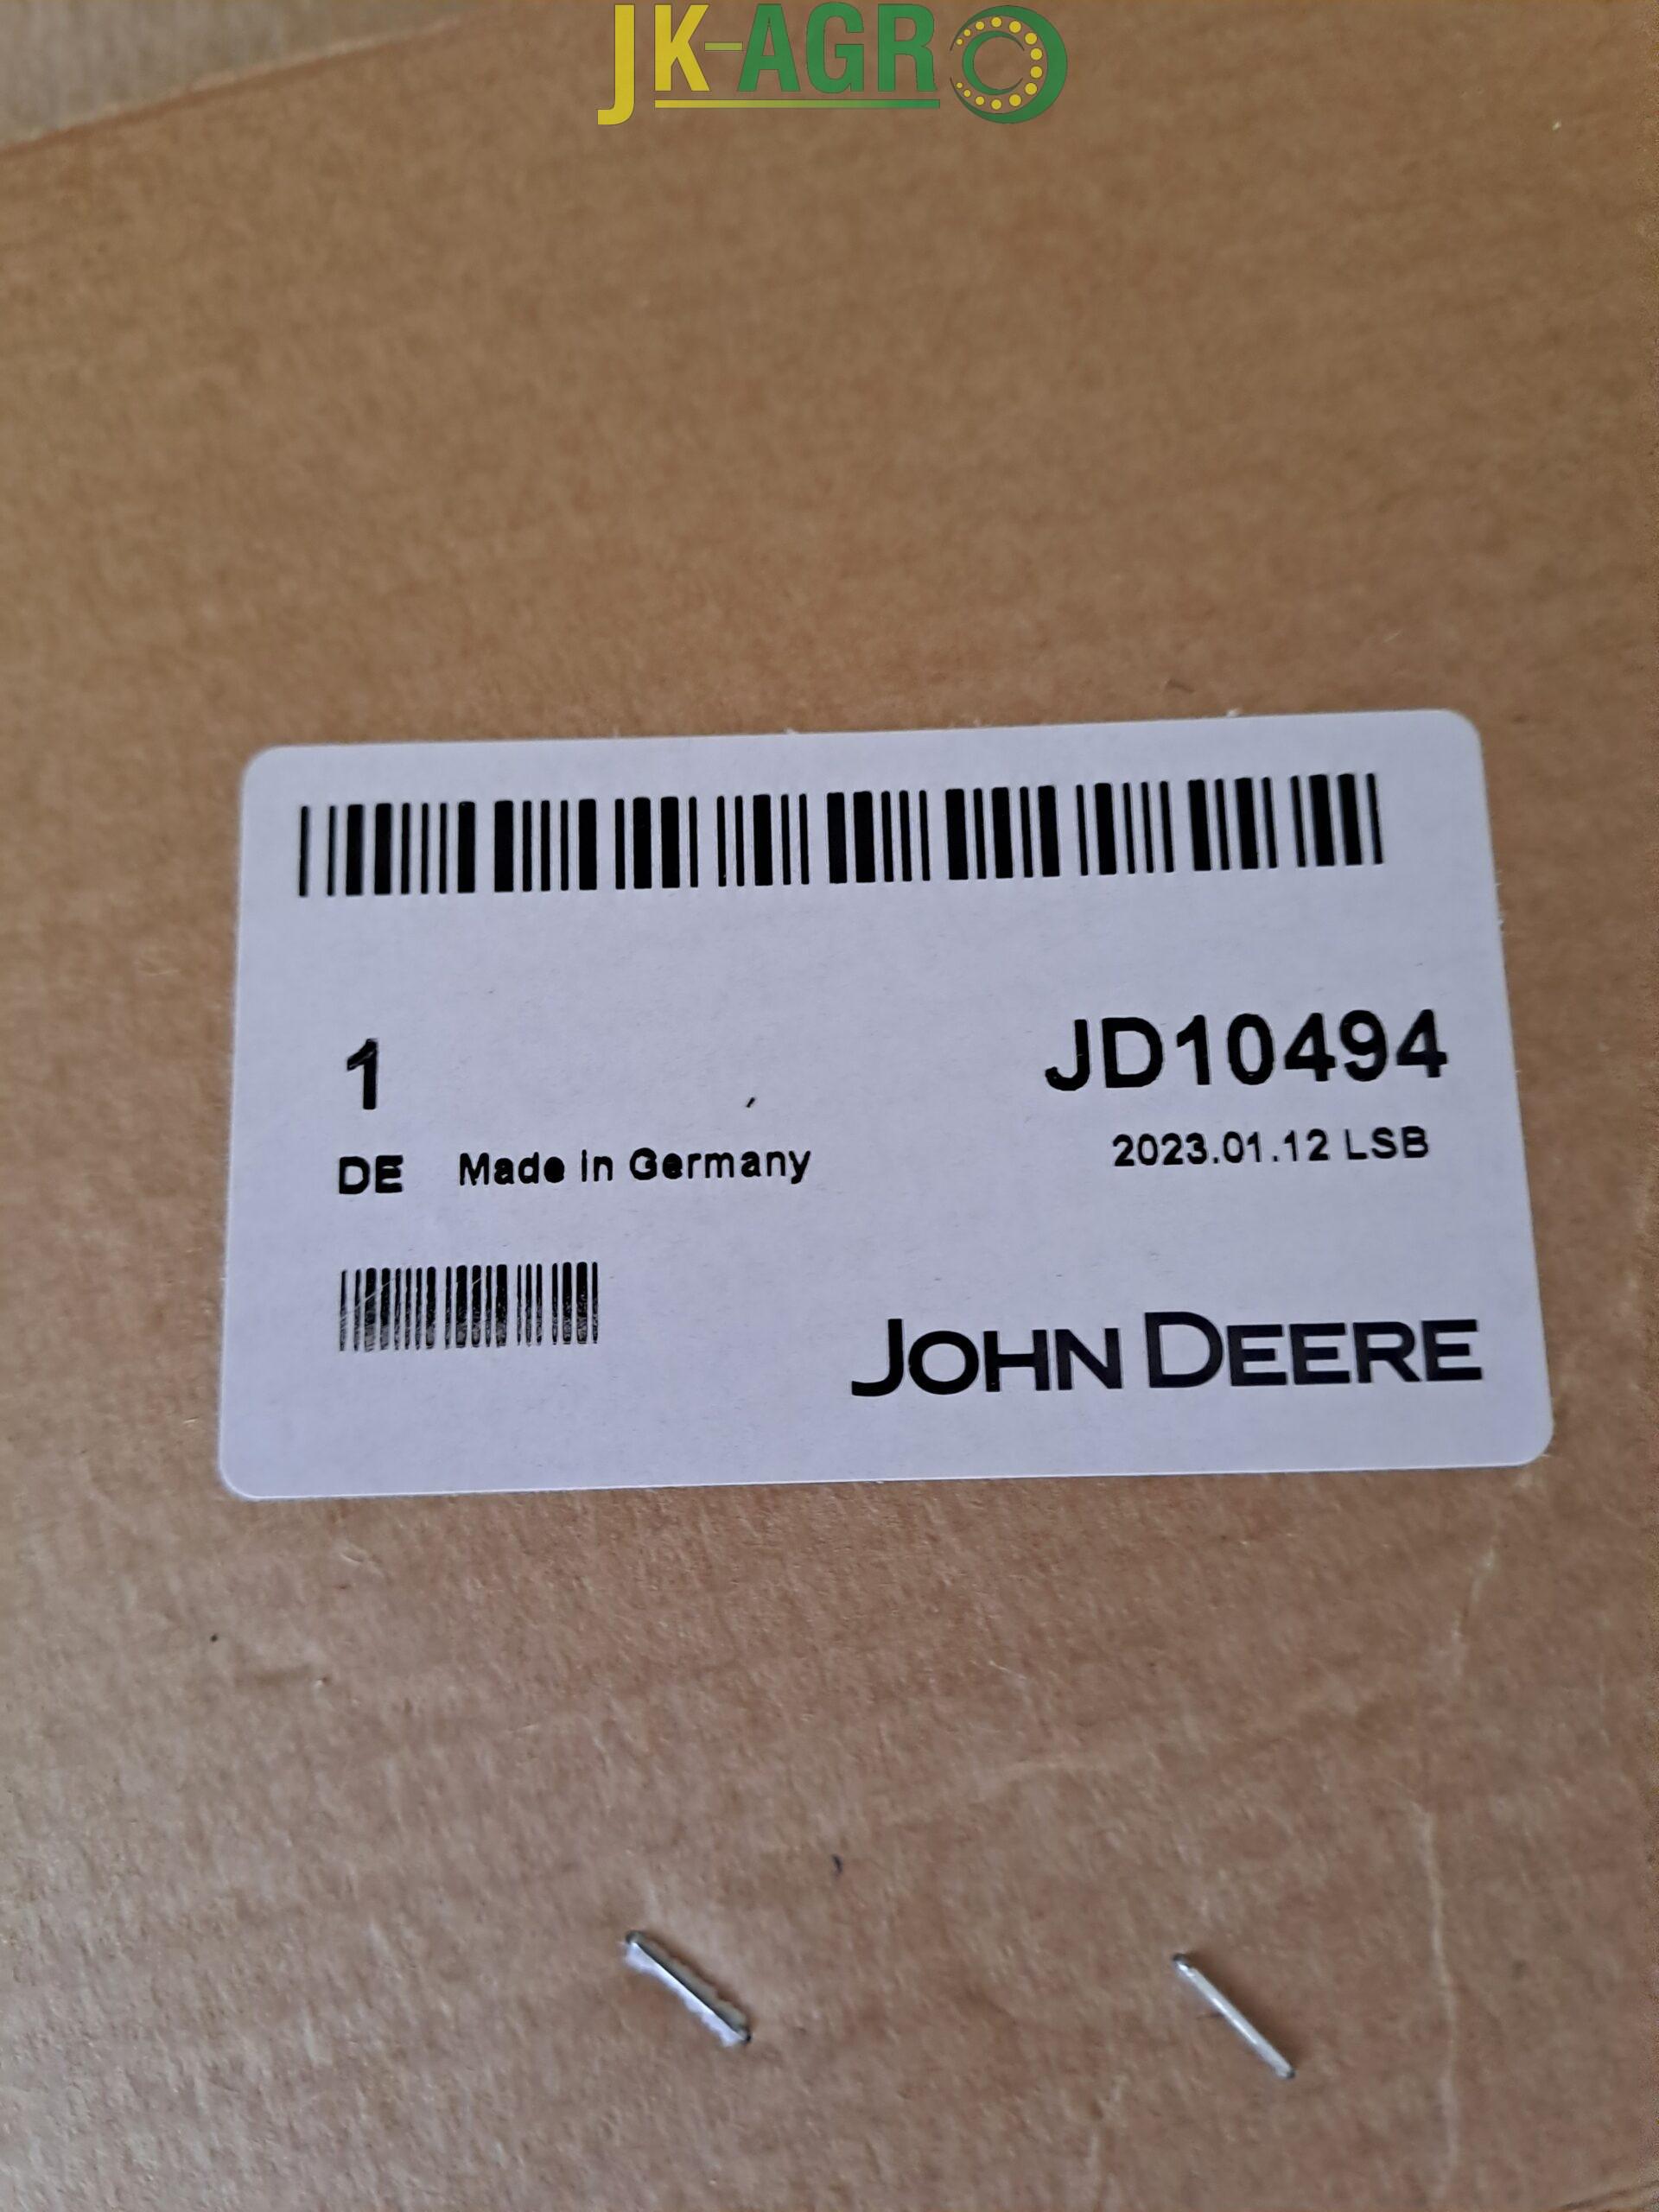 JK-AGRO
1
JD10494
DE Made in Germany
2023.01.12 LSB
JOHN DEERE